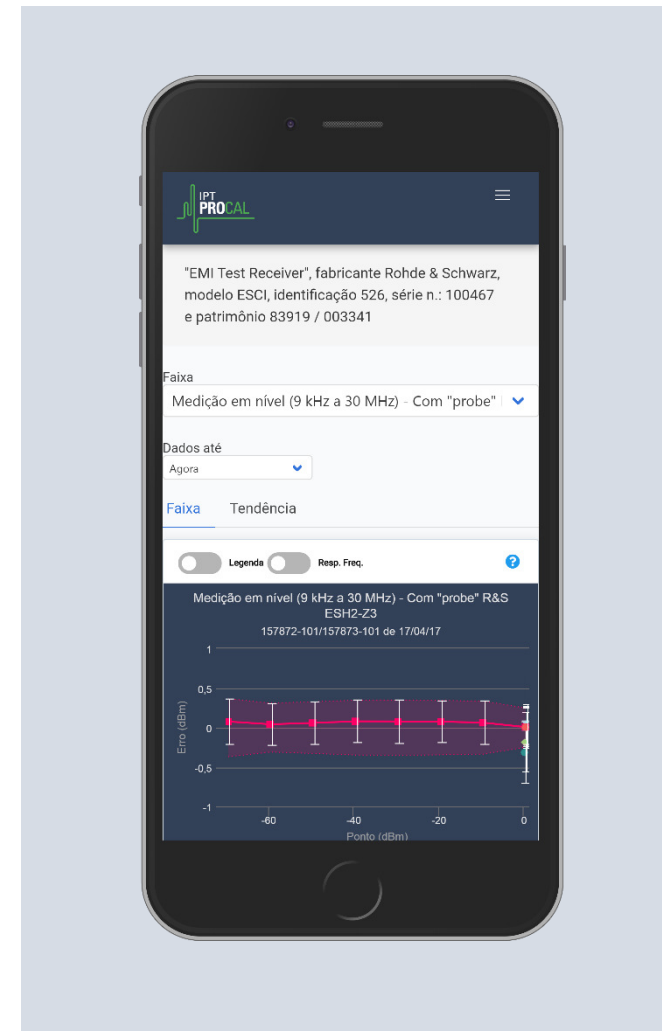 IPT
PROCAL
"EMI Test Receiver", fabricante Rohde & Schwarz,
modelo ESCI, identificação 526, série n.: 100467
e patrimônio 83919 / 003341
Faixa
Medição em nível (9 kHz a 30 MHz) - Com "probe"
Dados até
Agora
Faixa Tendência
Legenda Resp. Freq. ?
Medição em nível (9 kHz a 30 MHz) - Com "probe" R&S
ESH2-Z3
157872-101/157873-101 de 17/04/17
1
0,5
0
-0,5
-1
Erro (dBm)
-60 -40 -20 0
Ponto (dBm)